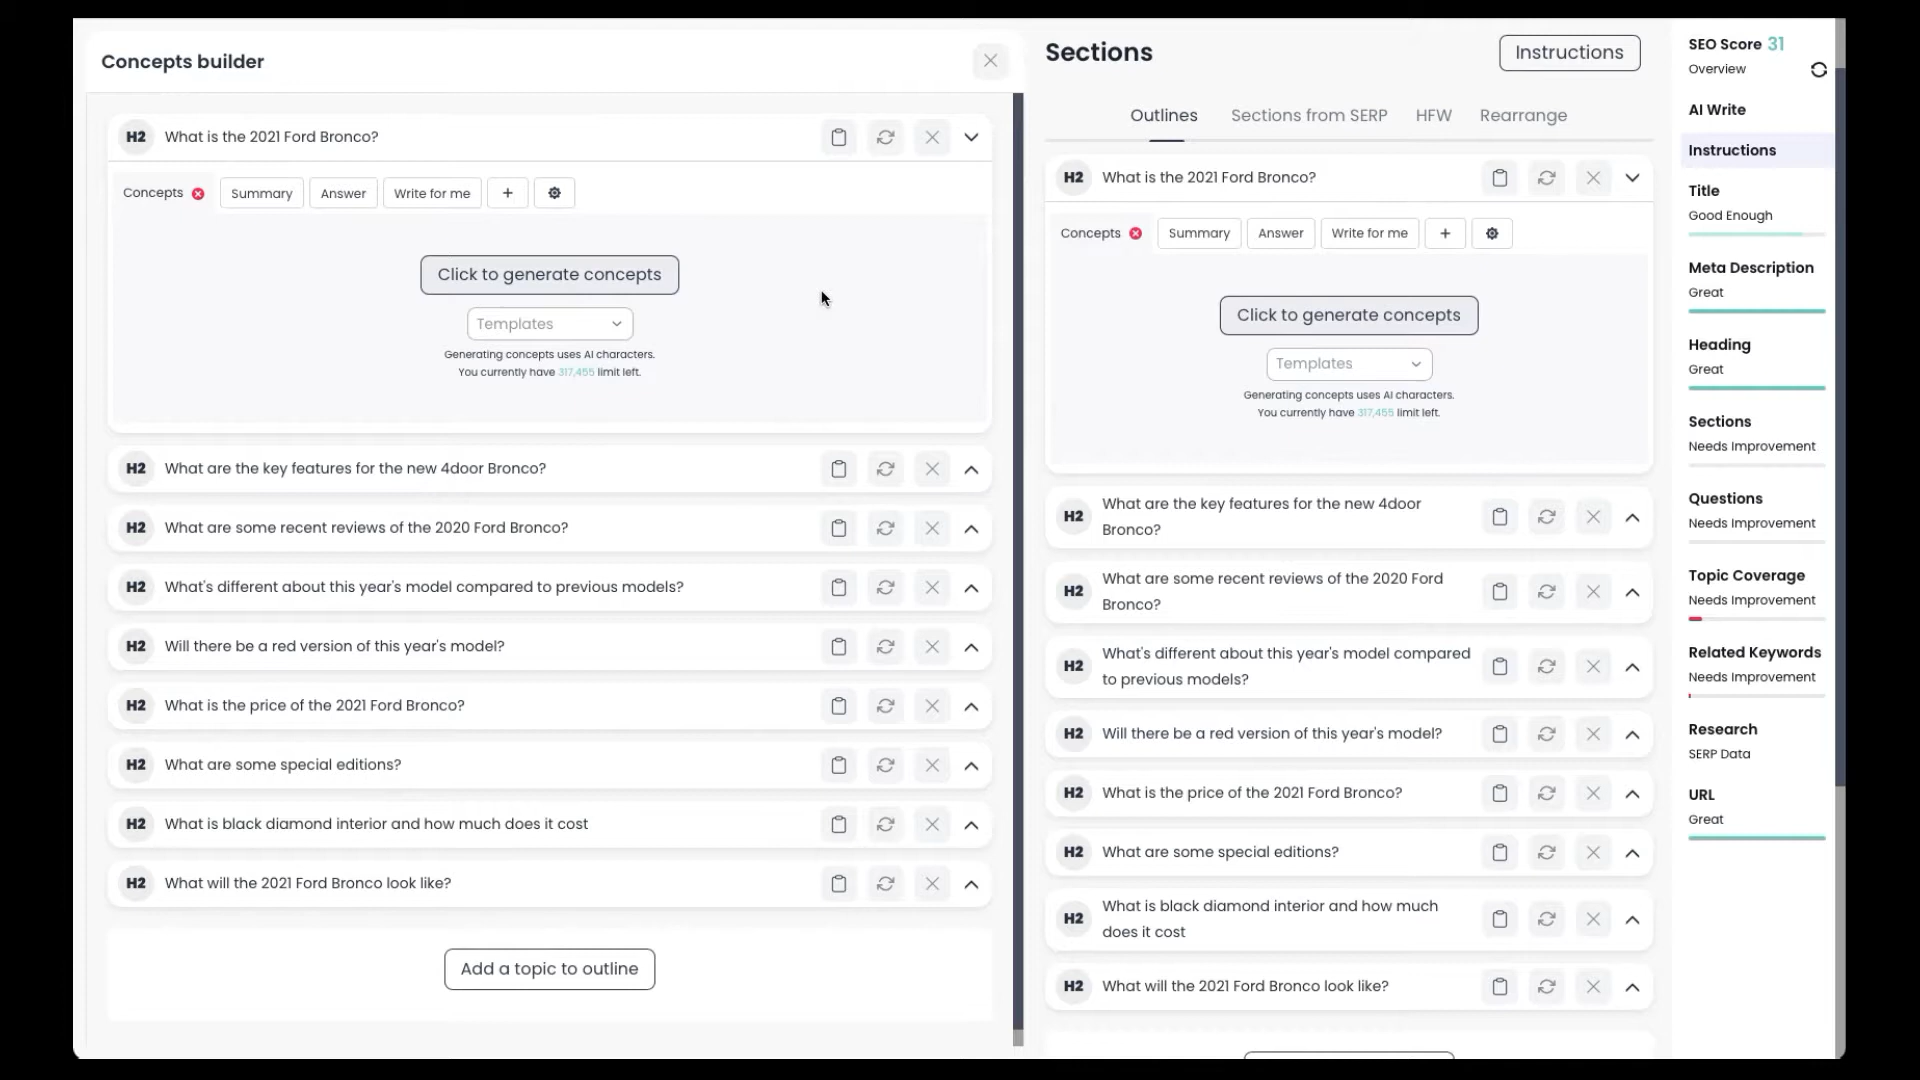 Concepts builder
H2 What is the 2021 Ford Bronco?
Concepts Summary Answer Write for me +
Click to generate concepts
Templates
Generating concepts uses AI characters.
You currently have 317,455 limit left.
H2 What are the key features for the new 4door Bronco?
H2 What are some recent reviews of the 2020 Ford Bronco?
H2 What's different about this year's model compared to previous models?
H2 Will there be a red version of this year's model?
H2 What is the price of the 2021 Ford Bronco?
H2 What are some special editions?
H2 What is black diamond interior and how much does it cost
H2 What will the 2021 Ford Bronco look like?
Add a topic to outline
Sections
Instructions
Outlines Sections from SERP HFW Rearrange
H2 What is the 2021 Ford Bronco?
Concepts Summary Answer Write for me +
Click to generate concepts
Templates
Generating concepts uses AI characters.
You currently have 317,455 limit left.
H2 What are the key features for the new 4door
Bronco?
H2 What are some recent reviews of the 2020 Ford
Bronco?
H2 What's different about this year's model compared
to previous models?
H2 Will there be a red version of this year's model?
H2 What is the price of the 2021 Ford Bronco?
H2 What are some special editions?
H2 What is black diamond interior and how much
does it cost
H2 What will the 2021 Ford Bronco look like?
SEO Score 31
Overview
AI Write
Instructions
Title
Good Enough
Meta Description
Great
Heading
Great
Sections
Needs Improvement
Questions
Needs Improvement
Topic Coverage
Needs Improvement
Related Keywords
Needs Improvement
Research
SERP Data
URL
Great